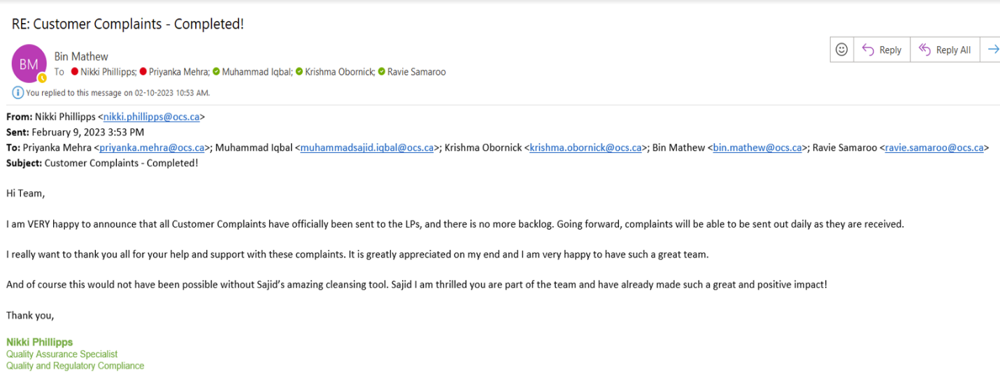 RE: Customer Complaints - Completed!
BM
Bin Mathew
To Nikki Phillipps; Priyanka Mehra; Muhammad Iqbal; Krishma Obornick; Ravie Samaroo
Reply
Reply All
You replied to this message on 02-10-2023 10:53 AM.
From: Nikki Phillipps <nikki.phillipps@ocs.ca>
Sent: February 9, 2023 3:53 PM
To: Priyanka Mehra <priyanka.mehra@ocs.ca>; Muhammad Iqbal <muhammadsajid.iqbal@ocs.ca>; Krishma Obornick <krishma.obornick@ocs.ca>; Bin Mathew <bin.mathew@ocs.ca>; Ravie Samaroo <ravie.samaroo@ocs.ca>
Subject: Customer Complaints - Completed!
Hi Team,
I am VERY happy to announce that all Customer Complaints have officially been sent to the LPs, and there is no more backlog. Going forward, complaints will be able to be sent out daily as they are received.
I really want to thank you all for your help and support with these complaints. It is greatly appreciated on my end and I am very happy to have such a great team.
And of course this would not have been possible without Sajid's amazing cleansing tool. Sajid I am thrilled you are part of the team and have already made such a great and positive impact!
Thank you,
Nikki Phillipps
Quality Assurance Specialist
Quality and Regulatory Compliance